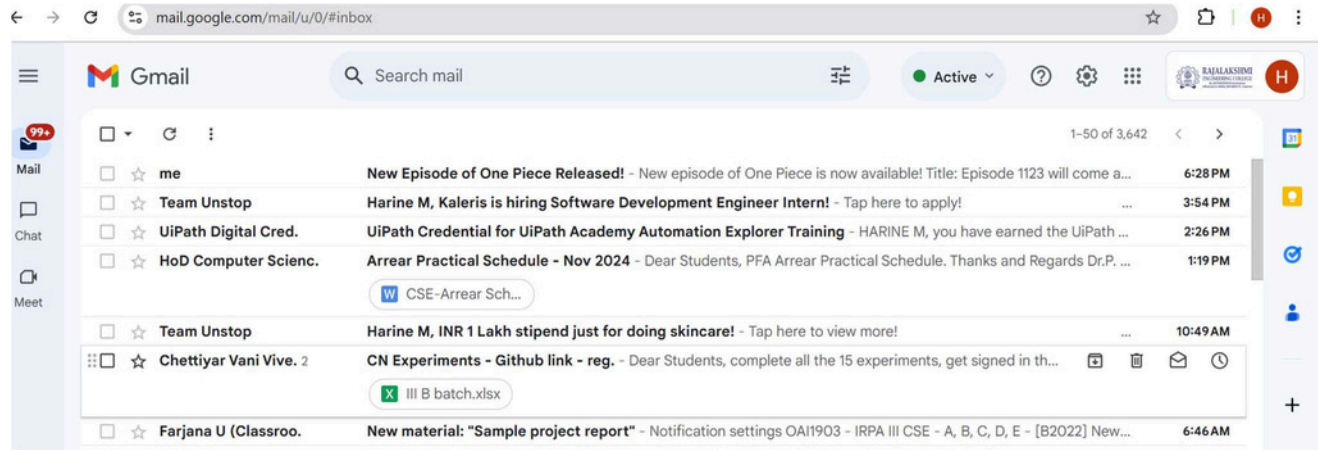 mail.google.com/mail/u/0/#inbox
H
Gmail
Search mail
Active
RAJALAKSHMI
ENGINEERING COLLEGE
H
99+
Mail
Chat
Meet
1–50 of 3,642
31
me New Episode of One Piece Released! - New episode of One Piece is now available! Title: Episode 1123 will come a... 6:28 PM
Team Unstop Harine M, Kaleris is hiring Software Development Engineer Intern! - Tap here to apply! ... 3:54 PM
UiPath Digital Cred. UiPath Credential for UiPath Academy Automation Explorer Training - HARINE M, you have earned the UiPath ... 2:26 PM
HoD Computer Scienc. Arrear Practical Schedule - Nov 2024 - Dear Students, PFA Arrear Practical Schedule. Thanks and Regards Dr.P. ... 1:19 PM
W CSE-Arrear Sch...
Team Unstop Harine M, INR 1 Lakh stipend just for doing skincare! - Tap here to view more! ... 10:49 AM
Chettiyar Vani Vive. 2 CN Experiments - Github link - reg. - Dear Students, complete all the 15 experiments, get signed in th...
X III B batch.xlsx
Farjana U (Classroo. New material: "Sample project report" - Notification settings OAI1903 - IRPA III CSE - A, B, C, D, E - [B2022] New... 6:46 AM